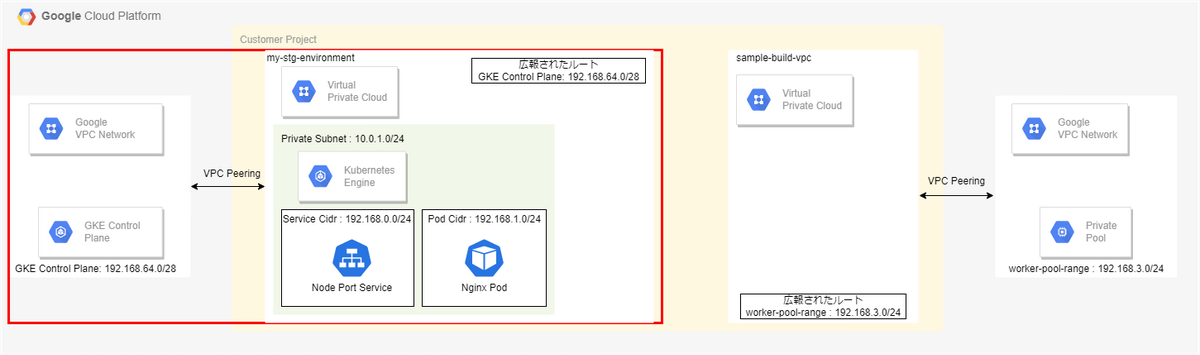 Google Cloud Platform
Customer Project
my-stg-environment
広報されたルート
GKE Control Plane: 192.168.64.0/28
Virtual
Private Cloud
Google
VPC Network
VPC Peering
GKE Control
Plane
GKE Control Plane: 192.168.64.0/28
Private Subnet : 10.0.1.0/24
Kubernetes
Engine
Service Cidr : 192.168.0.0/24
Node Port Service
Pod Cidr : 192.168.1.0/24
Nginx Pod
sample-build-vpc
Virtual
Private Cloud
広報されたルート
worker-pool-range : 192.168.3.0/24
VPC Peering
Google
VPC Network
Private
Pool
worker-pool-range : 192.168.3.0/24